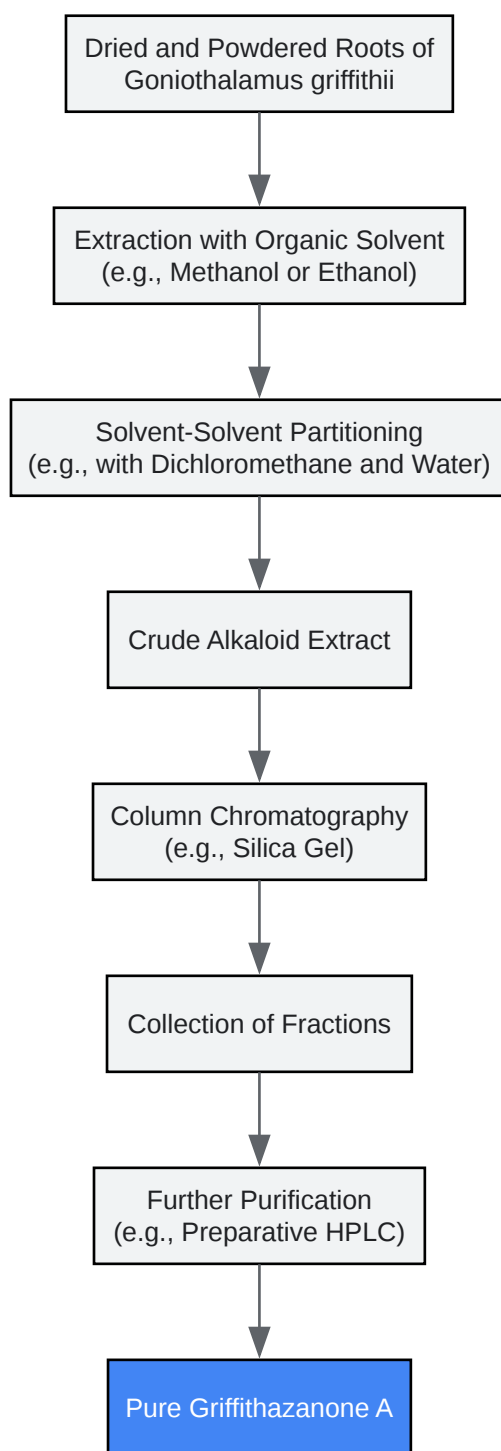 Dried and Powdered Roots of
Goniothalamus griffithii
Extraction with Organic Solvent
(e.g., Methanol or Ethanol)
Solvent-Solvent Partitioning
(e.g., with Dichloromethane and Water)
Crude Alkaloid Extract
Column Chromatography
(e.g., Silica Gel)
Collection of Fractions
Further Purification
(e.g., Preparative HPLC)
Pure Griffithazanone A